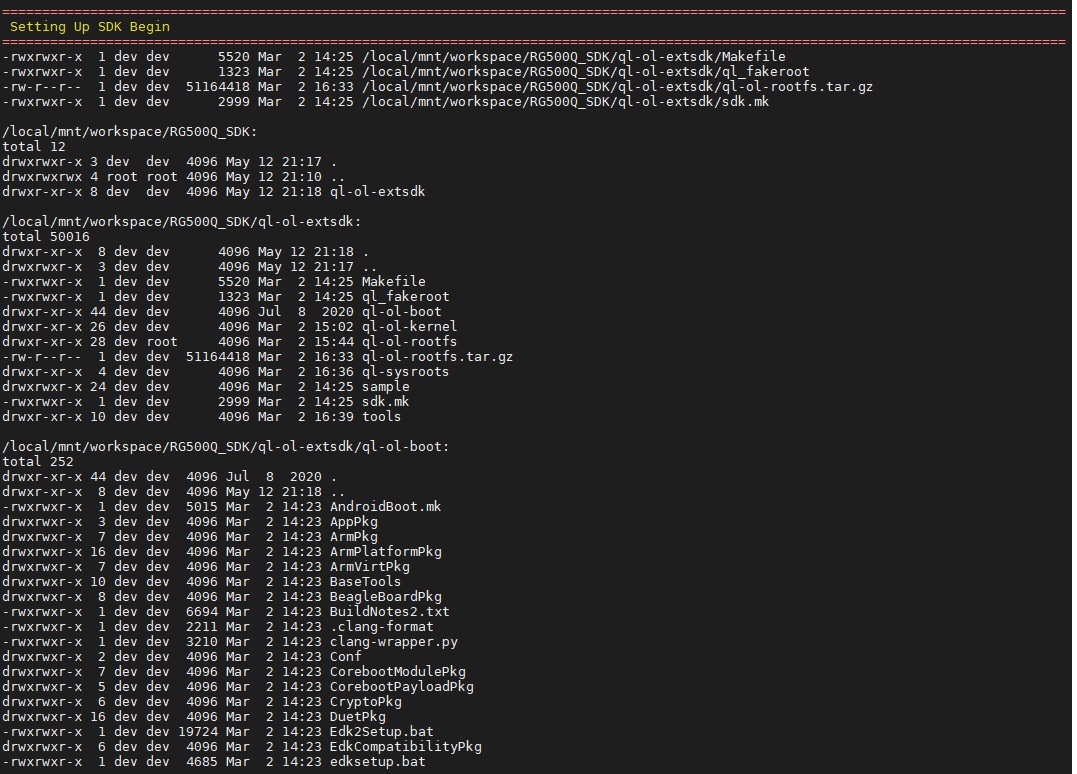 Setting Up SDK Begin
-rwxrwxr-x  1 dev dev      5520 Mar  2 14:25 /local/mnt/workspace/RG500Q_SDK/ql-ol-extsdk/Makefile
-rwxrwxr-x  1 dev dev      1323 Mar  2 14:25 /local/mnt/workspace/RG500Q_SDK/ql-ol-extsdk/ql_fakeroot
-rw-r--r--  1 dev dev  51164418 Mar  2 16:33 /local/mnt/workspace/RG500Q_SDK/ql-ol-extsdk/ql-ol-rootfs.tar.gz
-rwxrwxr-x  1 dev dev      2999 Mar  2 14:25 /local/mnt/workspace/RG500Q_SDK/ql-ol-extsdk/sdk.mk
/local/mnt/workspace/RG500Q_SDK:
total 12
drwxrwxr-x 3 dev  dev  4096 May 12 21:17 .
drwxrwxrwx 4 root root 4096 May 12 21:10 ..
drwxr-xr-x 8 dev  dev  4096 May 12 21:18 ql-ol-extsdk
/local/mnt/workspace/RG500Q_SDK/ql-ol-extsdk:
total 50016
drwxr-xr-x  8 dev dev      4096 May 12 21:18 .
drwxrwxr-x  3 dev dev      4096 May 12 21:17 ..
-rwxrwxr-x  1 dev dev      5520 Mar  2 14:25 Makefile
-rwxrwxr-x  1 dev dev      1323 Mar  2 14:25 ql_fakeroot
drwxr-xr-x 44 dev dev      4096 Jul  8  2020 ql-ol-boot
drwxrwxr-x 26 dev dev      4096 Mar  2 15:02 ql-ol-kernel
drwxr-xr-x 28 dev root     4096 Mar  2 15:44 ql-ol-rootfs
-rw-r--r--  1 dev dev  51164418 Mar  2 16:33 ql-ol-rootfs.tar.gz
drwxr-xr-x  4 dev dev      4096 Mar  2 16:36 ql-sysroots
drwxrwxr-x 24 dev dev      4096 Mar  2 14:25 sample
-rwxrwxr-x  1 dev dev      2999 Mar  2 14:25 sdk.mk
drwxr-xr-x 10 dev dev      4096 Mar  2 16:39 tools
/local/mnt/workspace/RG500Q_SDK/ql-ol-extsdk/ql-ol-boot:
total 252
drwxr-xr-x 44 dev dev  4096 Jul  8  2020 .
drwxr-xr-x  8 dev dev  4096 May 12 21:18 ..
-rwxrwxr-x  1 dev dev  5015 Mar  2 14:23 AndroidBoot.mk
drwxrwxr-x  3 dev dev  4096 Mar  2 14:23 AppPkg
drwxrwxr-x  7 dev dev  4096 Mar  2 14:23 ArmPkg
drwxrwxr-x 16 dev dev  4096 Mar  2 14:23 ArmPlatformPkg
drwxrwxr-x  7 dev dev  4096 Mar  2 14:23 ArmVirtPkg
drwxrwxr-x 10 dev dev  4096 Mar  2 14:23 BaseTools
drwxrwxr-x  8 dev dev  4096 Mar  2 14:23 BeagleBoardPkg
-rwxrwxr-x  1 dev dev  6694 Mar  2 14:23 BuildNotes2.txt
-rwxrwxr-x  1 dev dev  2211 Mar  2 14:23 .clang-format
-rwxrwxr-x  1 dev dev  3210 Mar  2 14:23 clang-wrapper.py
drwxrwxr-x  2 dev dev  4096 Mar  2 14:23 Conf
drwxrwxr-x  7 dev dev  4096 Mar  2 14:23 CorebootModulePkg
drwxrwxr-x  5 dev dev  4096 Mar  2 14:23 CorebootPayloadPkg
drwxrwxr-x  6 dev dev  4096 Mar  2 14:23 CryptoPkg
drwxrwxr-x 16 dev dev  4096 Mar  2 14:23 DuetPkg
-rwxrwxr-x  1 dev dev 19724 Mar  2 14:23 Edk2Setup.bat
drwxrwxr-x  6 dev dev  4096 Mar  2 14:23 EdkCompatibilityPkg
-rwxrwxr-x  1 dev dev  4685 Mar  2 14:23 edksetup.bat